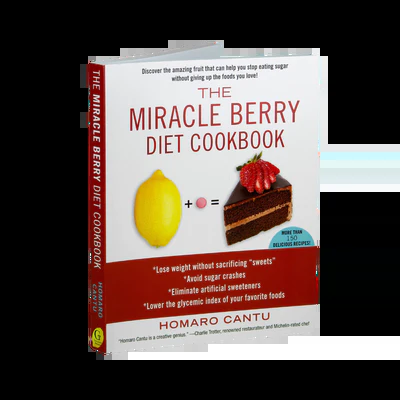 Discover the amazing fruit that can help you stop eating sugar
without giving up the foods you love!
THE
MIRACLE BERRY
DIET COOKBOOK
+ =
MORE THAN
150
DELICIOUS RECIPES!
*Lose weight without sacrificing "sweets"
*Avoid sugar crashes
*Eliminate artificial sweeteners
*Lower the glycemic index of your favorite foods
HOMARO CANTU
"Homaro Cantu is a creative genius." —Charlie Trotter, renowned restaurateur and Michelin-rated chef
THE MIRACLE BERRY DIET COOKBOOK
HOMARO
CANTU